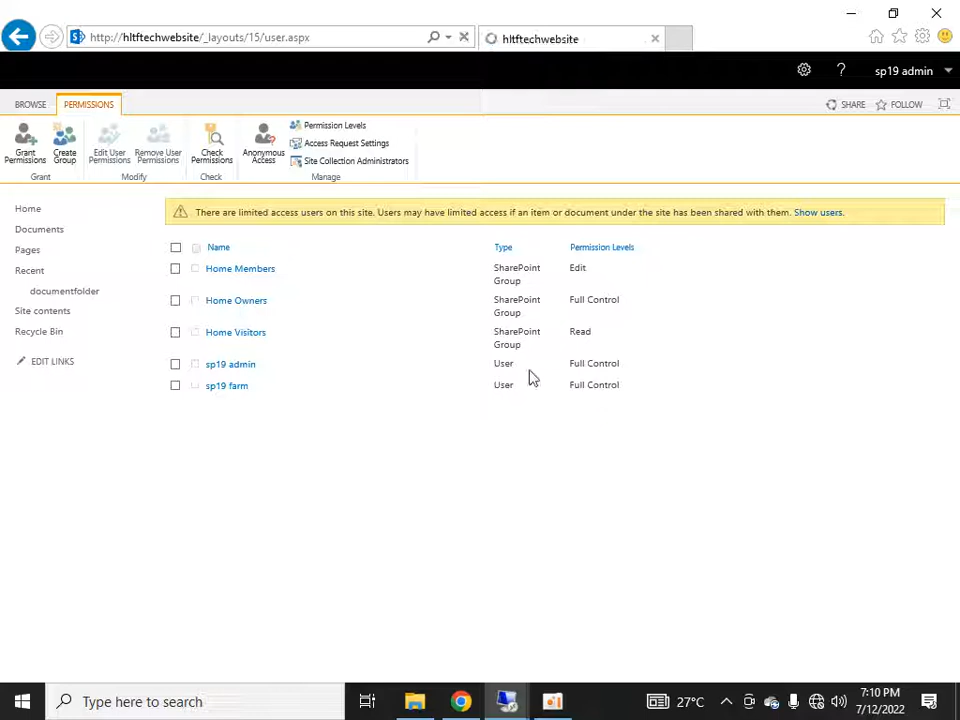 http://hltftechwebsite/_layouts/15/user.aspx
hltftechwebsite
sp19 admin
BROWSE
PERMISSIONS
SHARE
FOLLOW
Grant Permissions
Create Group
Edit User Permissions
Remove User Permissions
Check Permissions
Anonymous Access
Permission Levels
Access Request Settings
Site Collection Administrators
Grant
Modify
Check
Manage
There are limited access users on this site. Users may have limited access if an item or document under the site has been shared with them. Show users.
Home
Documents
Pages
Recent
documentfolder
Site contents
Recycle Bin
EDIT LINKS
Name Type Permission Levels
Home Members SharePoint Group Edit
Home Owners SharePoint Group Full Control
Home Visitors SharePoint Group Read
sp19 admin User Full Control
sp19 farm User Full Control
Type here to search
27°C
7:10 PM
7/12/2022